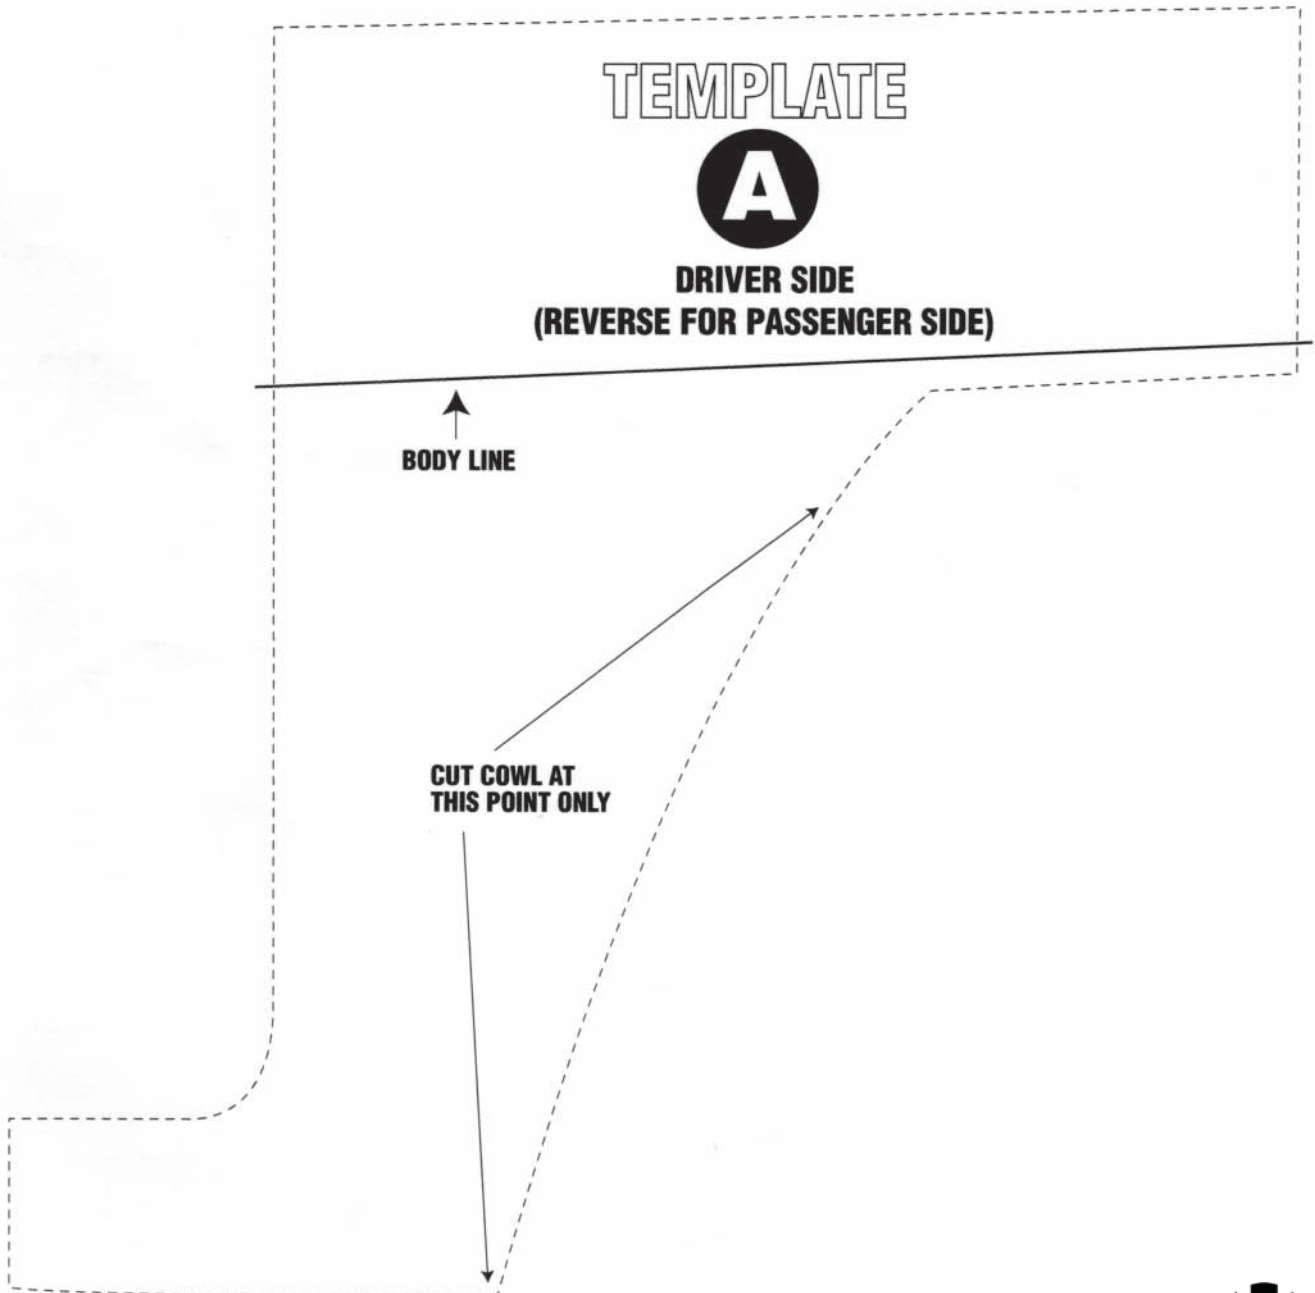 TEMPLATE
A
DRIVER SIDE
(REVERSE FOR PASSENGER SIDE)
BODY LINE
CUT COWL AT
THIS POINT ONLY